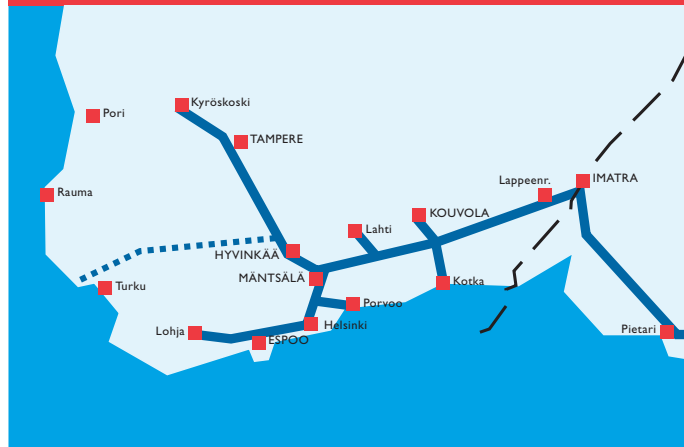 Kyröskoski
Pori
TAMPERE
Lappeenr.
IMATRA
Rauma
KOUVOLA
Lahti
HYVINKÄÄ
MÄNTSÄLÄ
Kotka
Turku
Porvoo
Helsinki
Lohja
Pietari
ESPOO